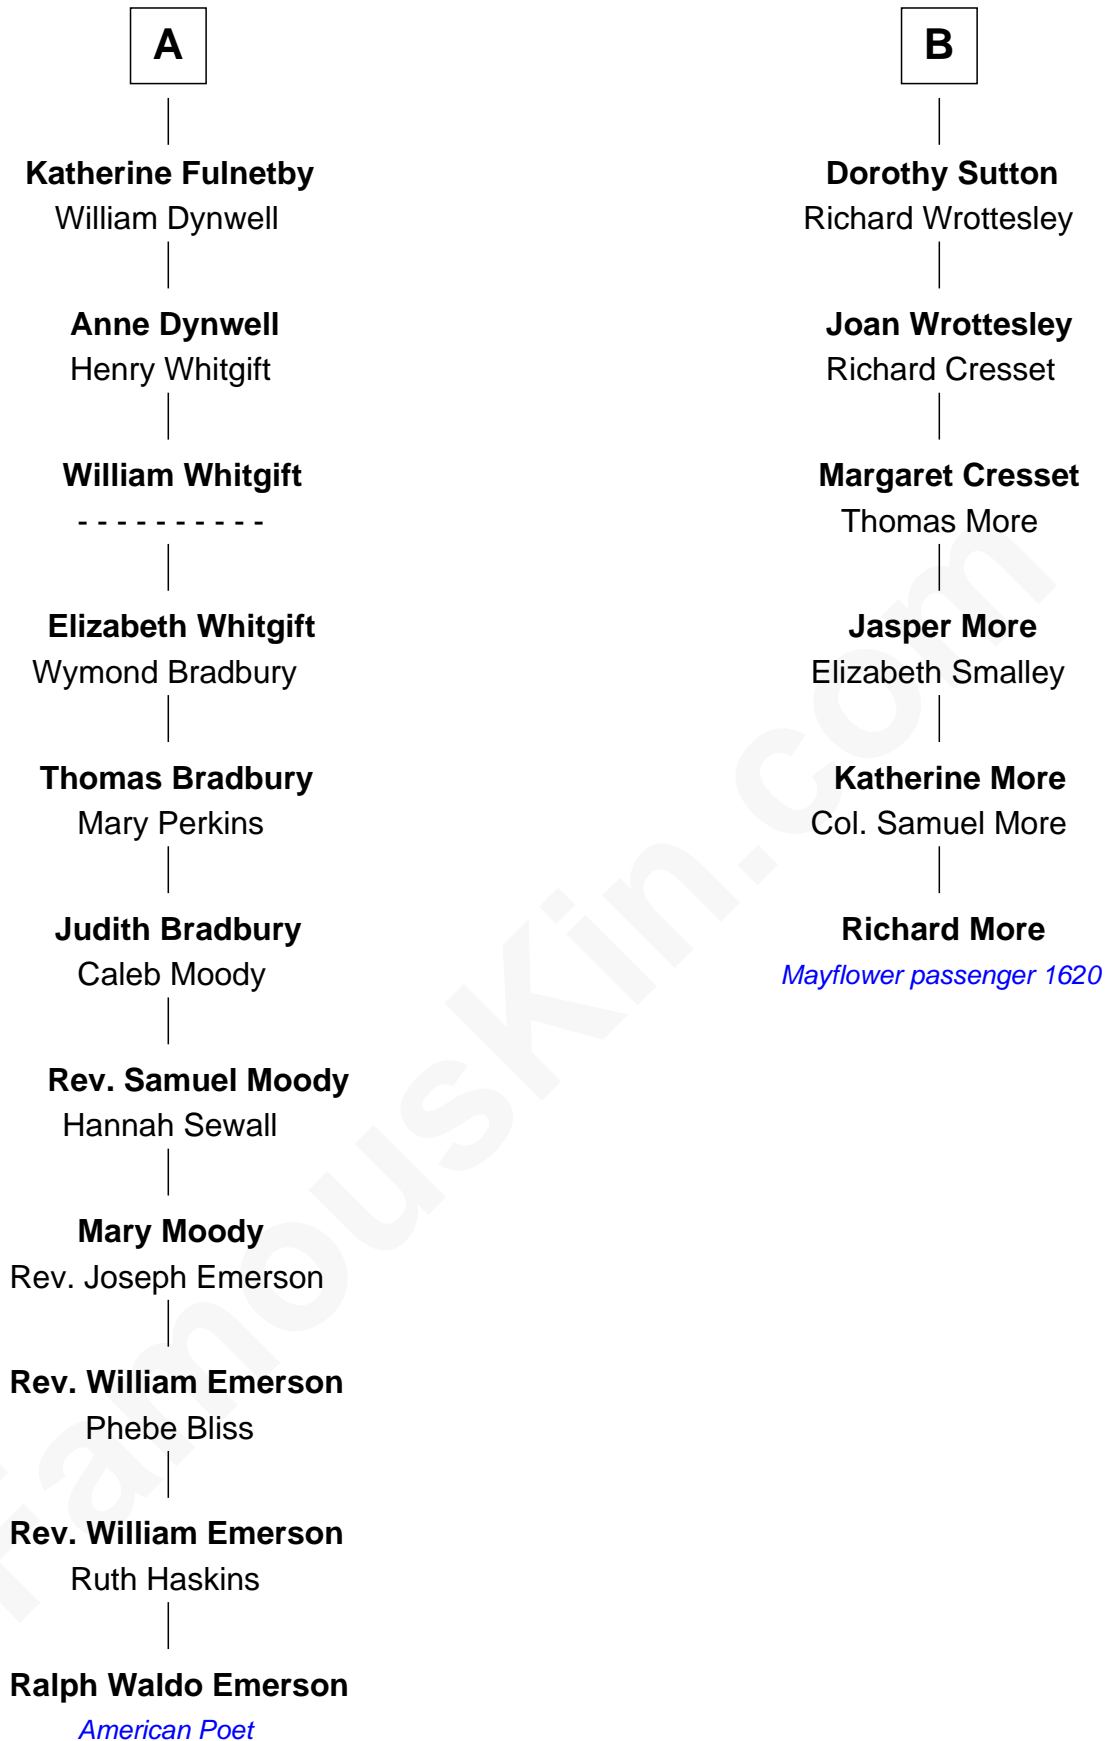 A
Katherine Fulnetby
William Dynwell
Anne Dynwell
Henry Whitgift
William Whitgift
- - - - - - - - - -
Elizabeth Whitgift
Wymond Bradbury
Thomas Bradbury
Mary Perkins
Judith Bradbury
Caleb Moody
Rev. Samuel Moody
Hannah Sewall
Mary Moody
Rev. Joseph Emerson
Rev. William Emerson
Phebe Bliss
Rev. William Emerson
Ruth Haskins
Ralph Waldo Emerson
American Poet
B
Dorothy Sutton
Richard Wrottesley
Joan Wrottesley
Richard Cresset
Margaret Cresset
Thomas More
Jasper More
Elizabeth Smalley
Katherine More
Col. Samuel More
Richard More
Mayflower passenger 1620
FamousKin.com